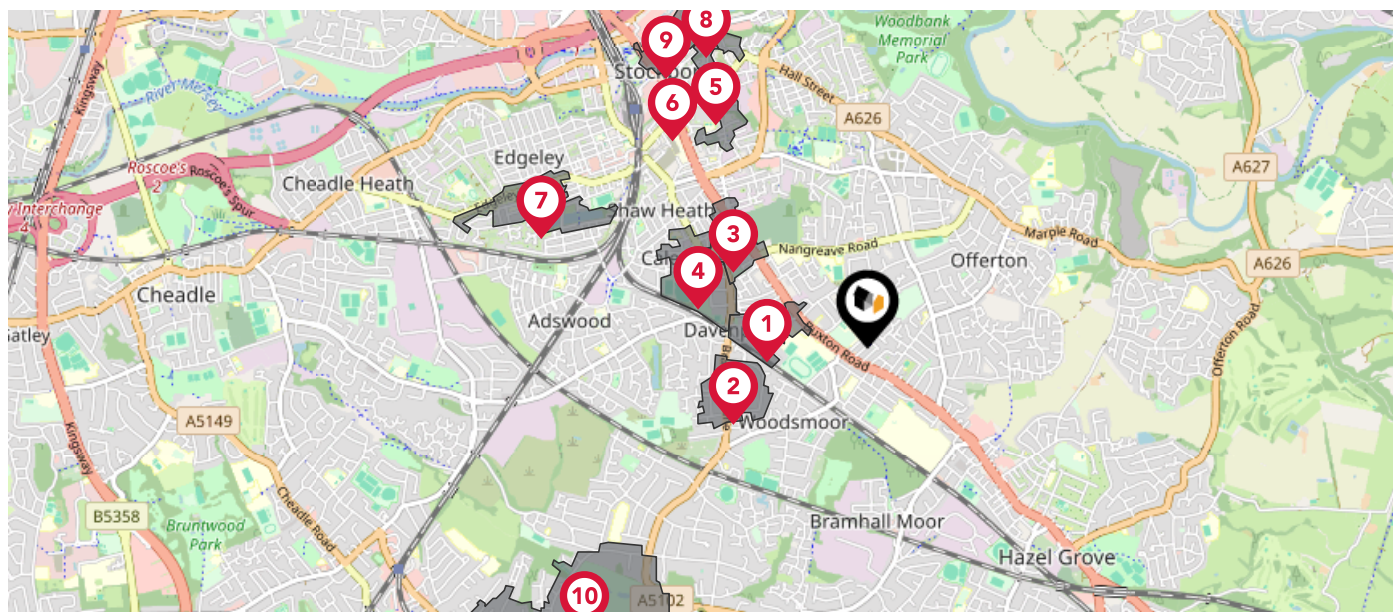 Woodbank
Memorial
Park
8
9
Stockport
Hall Street
Kingsway
River Mersey
5
6
A626
Edgeley
Roscoe's
2
Roscoe's Spur
A627
Cheadle Heath
7
Shaw Heath
y Interchange
4
3
Nangreave Road
Marple Road
Offerton
A626
4
Cheadle
Adswood
1
Daven
Buxton Road
Gatley
Offerton Road
2
Woodsmoor
A5149
Kingsway
Cheadle Road
B5358
Bruntwood
Park
Bramhall Moor
Hazel Grove
10
A5102